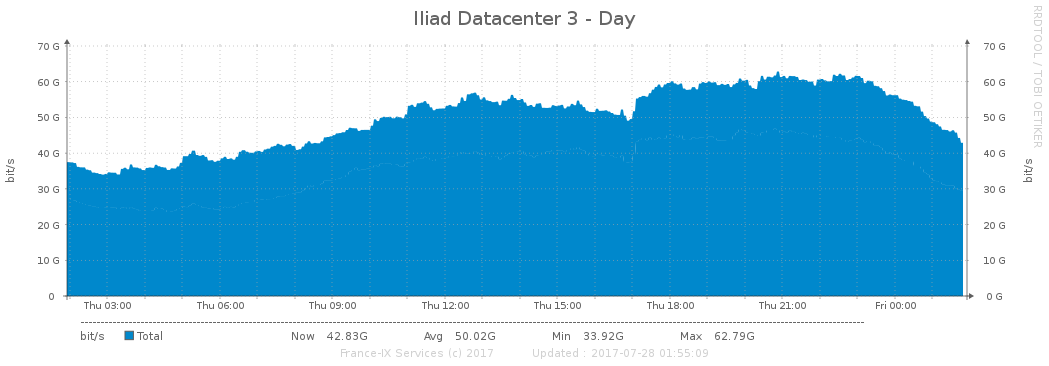 Iliad Datacenter 3 - Day
RRDTOOL / TOBI OETIKER
70 G 70 G
60 G 60 G
50 G 50 G
40 G 40 G
30 G 30 G
20 G 20 G
10 G 10 G
0 0 G
bit/s
bit/s
Thu 03:00 Thu 06:00 Thu 09:00 Thu 12:00 Thu 15:00 Thu 18:00 Thu 21:00 Fri 00:00
bit/s Total Now 42.83G Avg 50.02G Min 33.92G Max 62.79G
France-IX Services (c) 2017 Updated : 2017-07-28 01:55:09